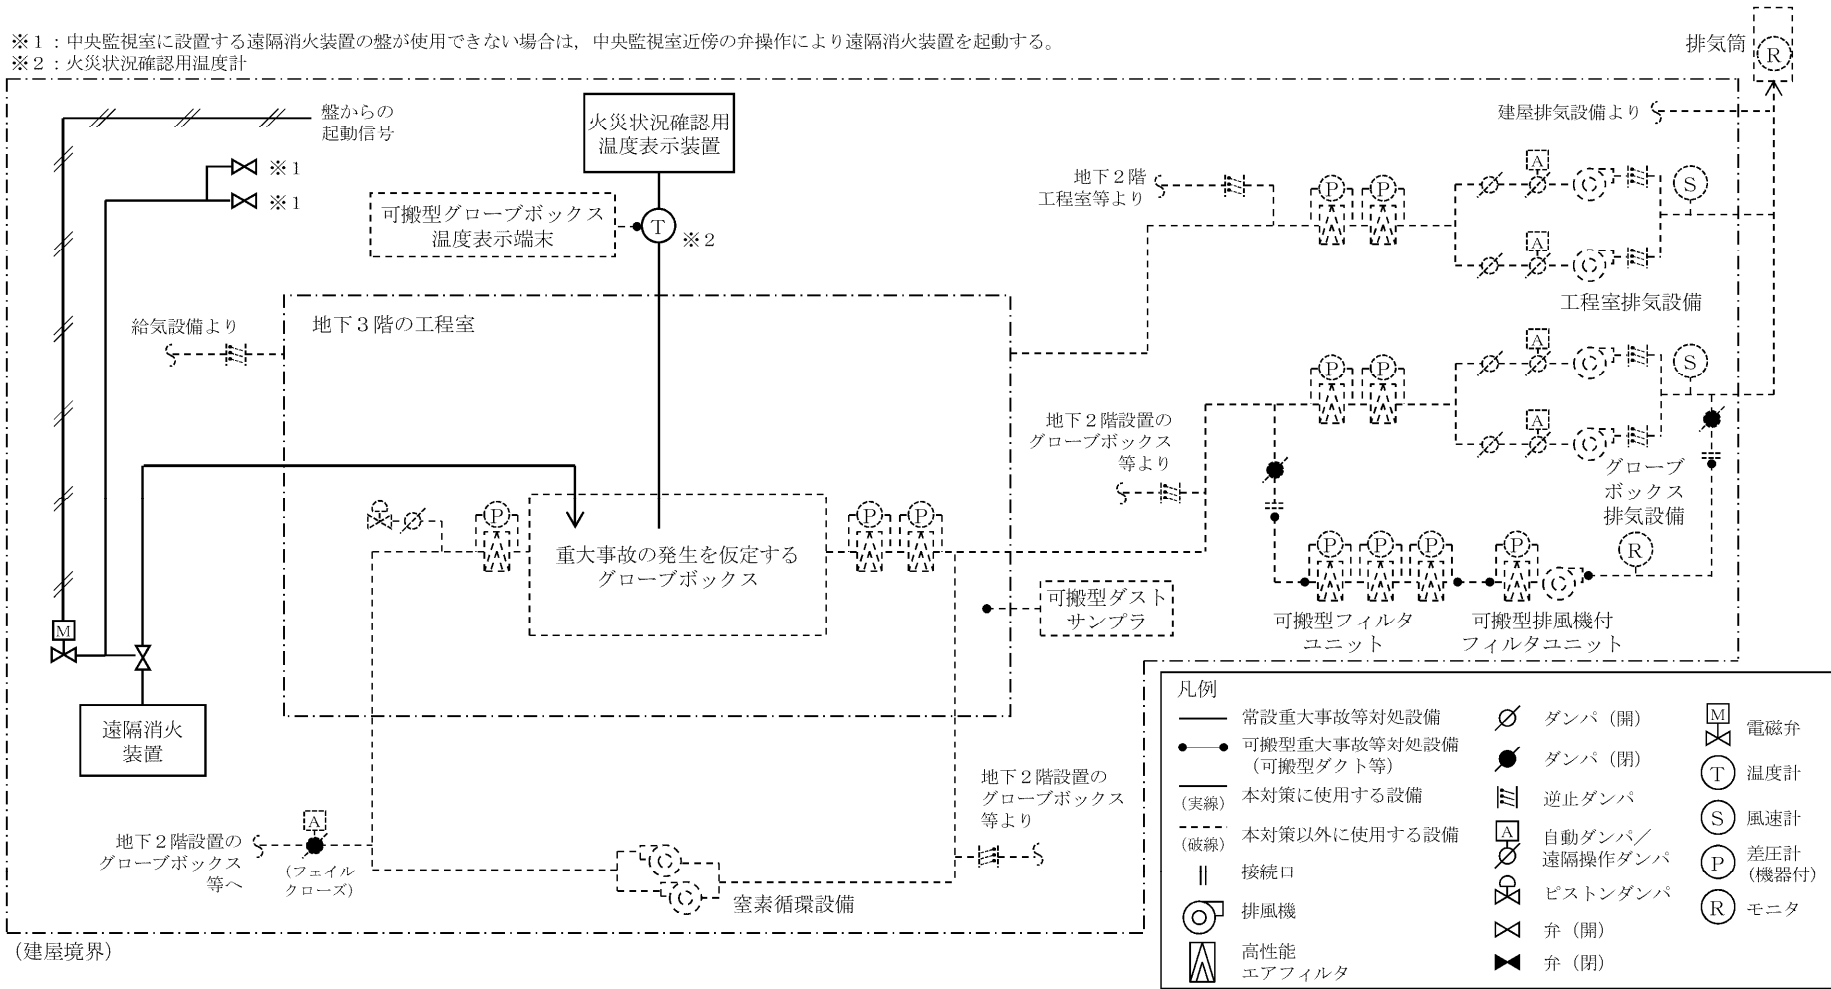 ※１：中央監視室に設置する遠隔消火装置の盤が使用できない場合は，中央監視室近傍の弁操作により遠隔消火装置を起動する。
※２：火災状況確認用温度計
排気筒
R
盤からの
起動信号
※１
※１
火災状況確認用
温度表示装置
可搬型グローブボックス
温度表示端末
T
※２
建屋排気設備より
地下２階
工程室等より
P
P
A
A
S
工程室排気設備
給気設備より
地下３階の工程室
地下２階設置の
グローブボックス
等より
P
P
A
A
S
グローブ
ボックス
排気設備
R
P
重大事故の発生を仮定する
グローブボックス
P
P
可搬型ダスト
サンプラ
P
P
P
P
可搬型フィルタ
ユニット
可搬型排風機付
フィルタユニット
M
遠隔消火
装置
地下２階設置の
グローブボックス
等へ
A
（フェイル
クローズ）
窒素循環設備
地下２階設置の
グローブボックス
等より
（建屋境界）
凡例
常設重大事故等対処設備
可搬型重大事故等対処設備
（可搬型ダクト等）
（実線）
本対策に使用する設備
（破線）
本対策以外に使用する設備
接続口
排風機
高性能
エアフィルタ
ダンパ（開）
ダンパ（閉）
逆止ダンパ
A
自動ダンパ／
遠隔操作ダンパ
ピストンダンパ
弁（開）
弁（閉）
M
電磁弁
T
温度計
S
風速計
P
差圧計
（機器付）
R
モニタ